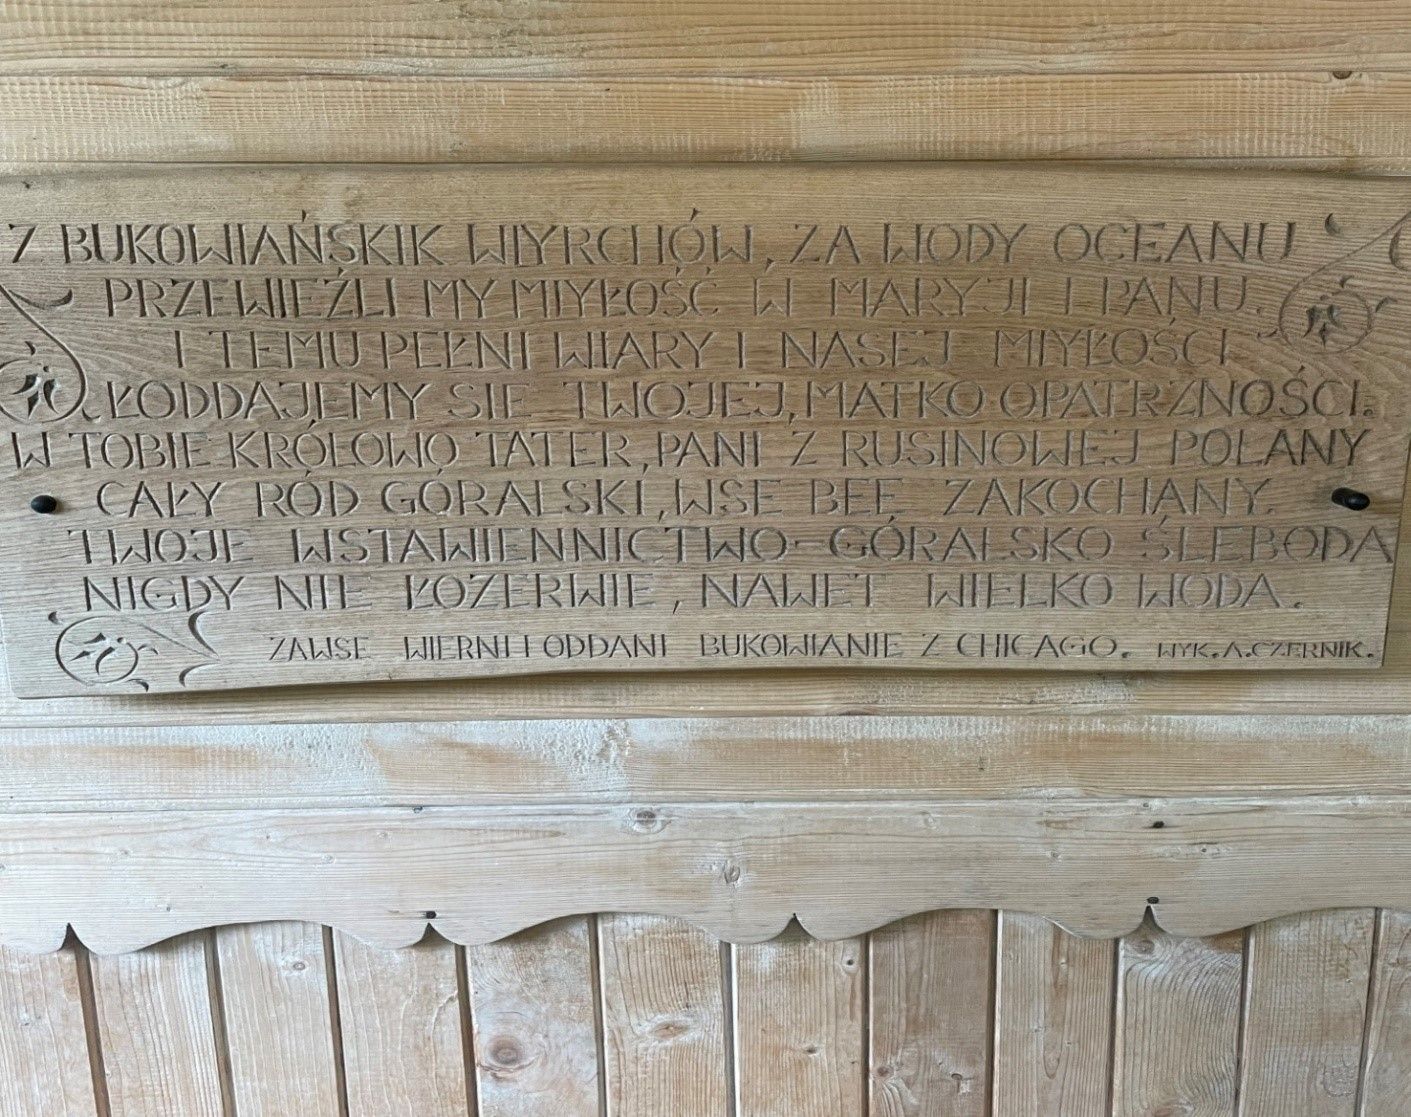 Z BUKOWIAŃSKIK WIYRCHÓW, ZA WODY OCEANU
PRZEWIEŹLI MY MIYŁOŚĆ W MARYJI I PANU.
I TEMU PEŁNI WIARY I NASEJ MIYŁOŚCI
ŁODDAJEMY SIE TWOJEJ, MATKO OPATRZNOŚCI.
W TOBIE KRÓLOWO TATER, PANI Z RUSINOWEJ POLANY
CAŁY RÓD GÓRALSKI, WSE BEE ZAKOCHANY.
TWOJE WSTAWIENNICTWO-GÓRALSKO ŚLEBODA
NIGDY NIE ŁOZERWIE, NAWET WIELKO WODA.
ZAWSE WIERNI I ODDANI BUKOWIANIE Z CHICAGO. WYK. A. CZERNIK.